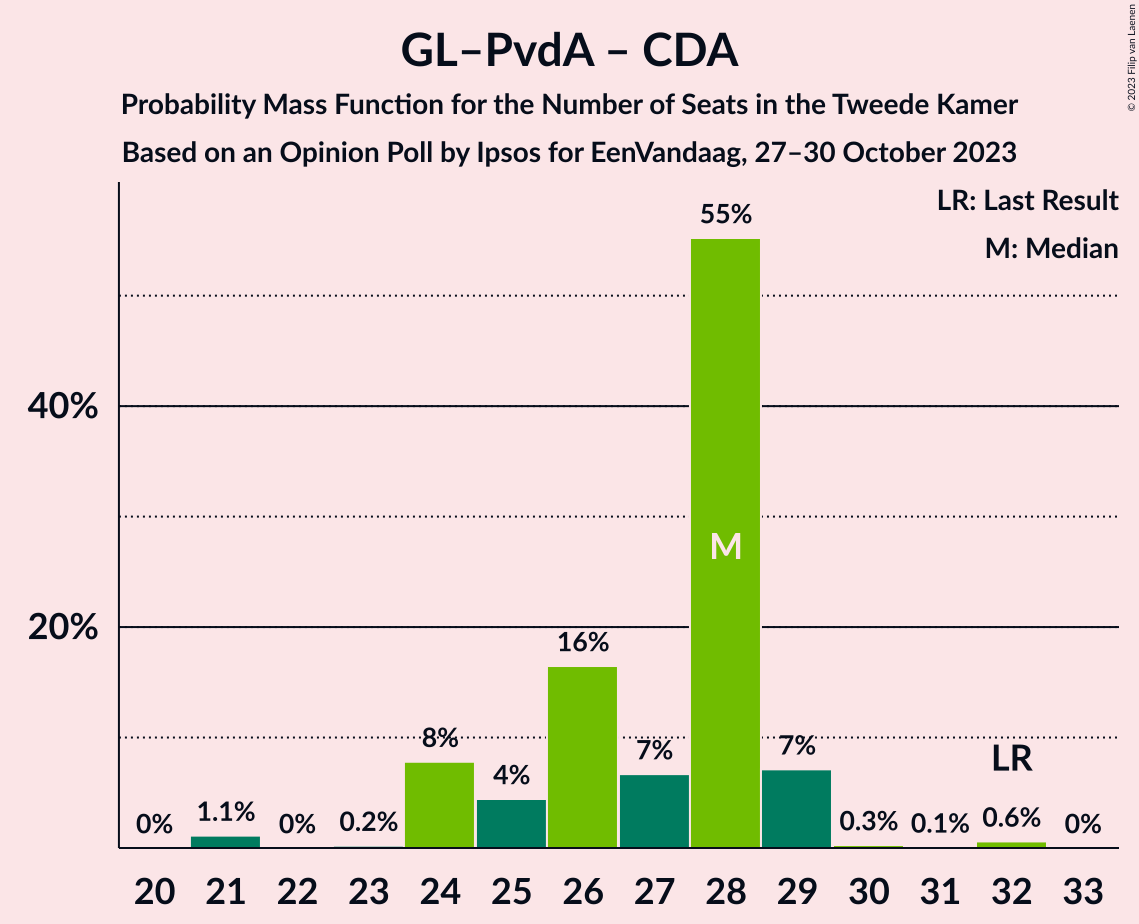 GL–PvdA – CDA
Probability Mass Function for the Number of Seats in the Tweede Kamer
Based on an Opinion Poll by Ipsos for EenVandaag, 27–30 October 2023
© 2023 Filip van Laenen
LR: Last Result
M: Median
55%
40%
M
20%
16%
8%
7%
7%
LR
4%
0%
1.1%
0%
0.2%
0.3%
0.1%
0.6%
0%
20 21 22 23 24 25 26 27 28 29 30 31 32 33